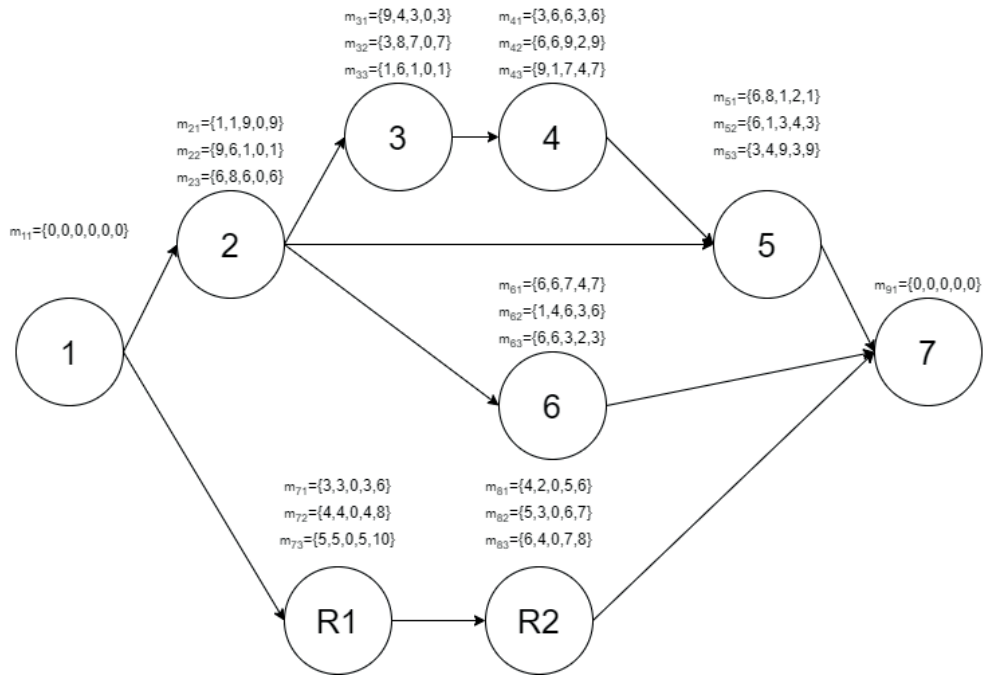 m31={9,4,3,0,3}
m32={3,8,7,0,7}
m33={1,6,1,0,1}
m41={3,6,6,3,6}
m42={6,6,9,2,9}
m43={9,1,7,4,7}
m21={1,1,9,0,9}
m22={9,6,1,0,1}
m23={6,8,6,0,6}
m51={6,8,1,2,1}
m52={6,1,3,4,3}
m53={3,4,9,3,9}
3
4
m11={0,0,0,0,0,0}
2
5
m61={6,6,7,4,7}
m62={1,4,6,3,6}
m63={6,6,3,2,3}
m91={0,0,0,0,0}
1
6
7
m71={3,3,0,3,6}
m72={4,4,0,4,8}
m73={5,5,0,5,10}
m81={4,2,0,5,6}
m82={5,3,0,6,7}
m83={6,4,0,7,8}
R1
R2